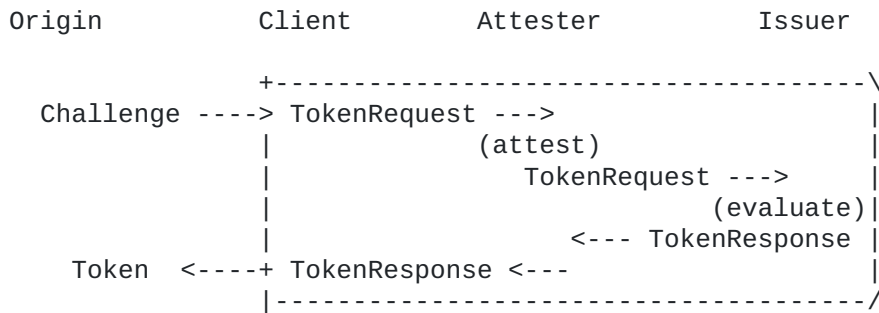 Origin          Client        Attester          Issuer
                +--------------------------------------\
  Challenge ----> TokenRequest --->                    |
                |             (attest)                 |
                |                TokenRequest --->     |
                |                            (evaluate)|
                |                   <--- TokenResponse |
    Token  <----+ TokenResponse <---                   |
                |--------------------------------------/